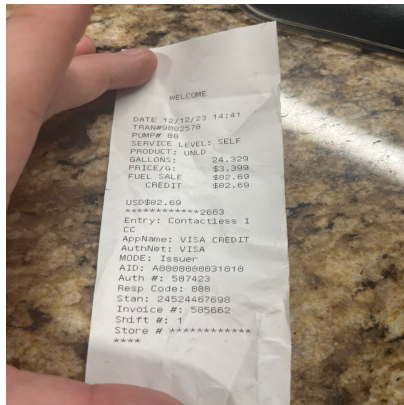 WELCOME
DATE 12/12/23 14:41
TRAN#9002570
PUMP# 08
SERVICE LEVEL: SELF
PRODUCT: UNLD
GALLONS: 24.329
PRICE/G: $3.399
FUEL SALE $82.69
CREDIT $82.69
USD$82.69
************2663
Entry: Contactless I
CC
AppName: VISA CREDIT
AuthNet: VISA
MODE: Issuer
AID: A0000000031010
Auth #: 507423
Resp Code: 000
Stan: 24524467698
Invoice #: 585662
Shift #: 1
Store # ************
****